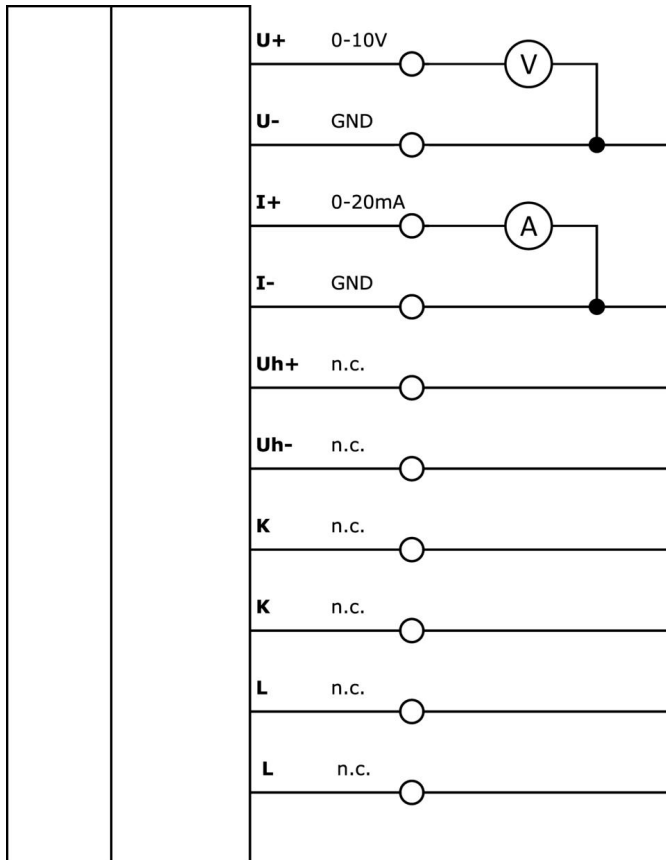 U+ 0-10V
V
U- GND
I+ 0-20mA
A
I- GND
Uh+ n.c.
Uh- n.c.
K n.c.
K n.c.
L n.c.
L n.c.